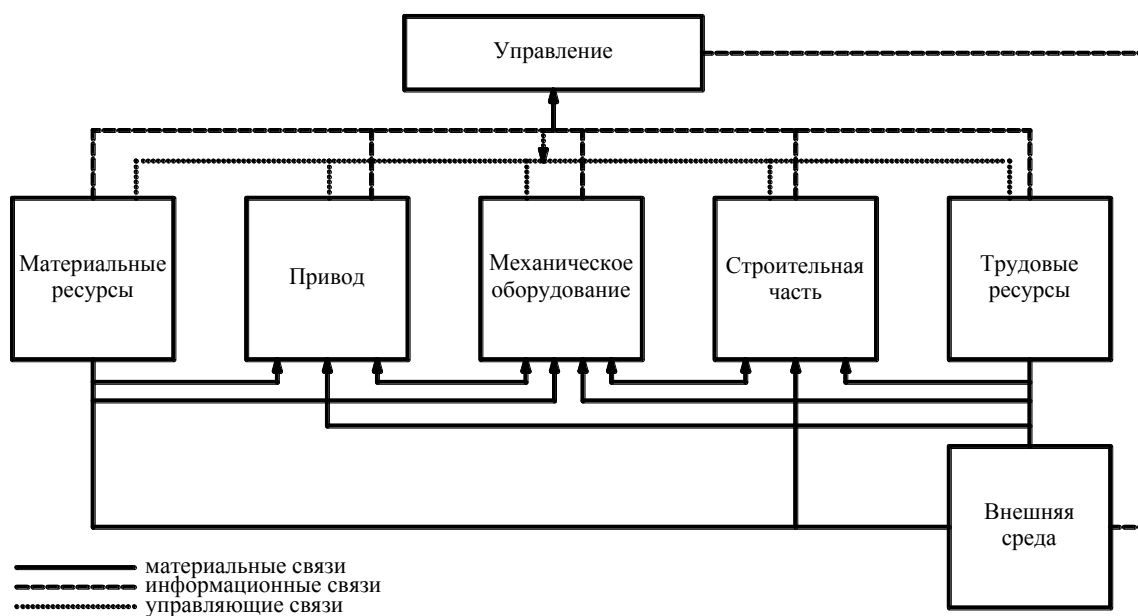 Управление
Материальные
ресурсы
Привод
Механическое
оборудование
Строительная
часть
Трудовые
ресурсы
Внешняя
среда
материальные связи
информационные связи
управляющие связи